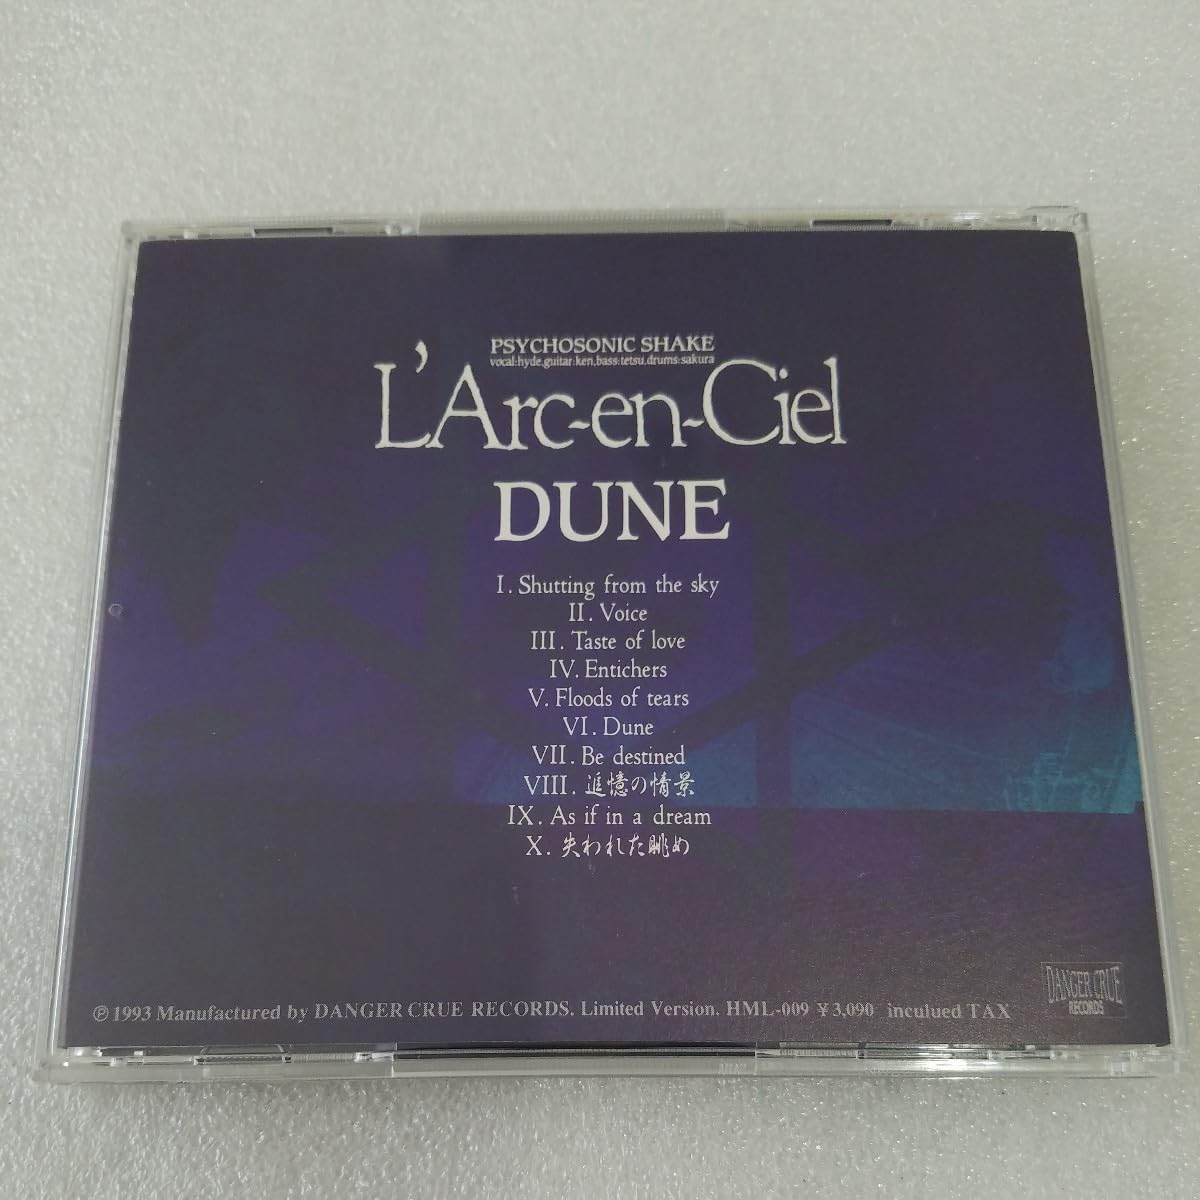 PSYCHOSONIC SHAKE
vocal:hyde,guitar:ken,bass:tetsu,drums:sakura
L'Arc-en-Ciel
DUNE
I. Shutting from the sky
II. Voice
III. Taste of love
IV. Entichers
V. Floods of tears
VI. Dune
VII. Be destined
VIII. 追憶の情景
IX. As if in a dream
X. 失われた眺め
DANGER CRUE
RECORDS
℗ 1993 Manufactured by DANGER CRUE RECORDS. Limited Version. HML-009 ¥3,090 inculued TAX